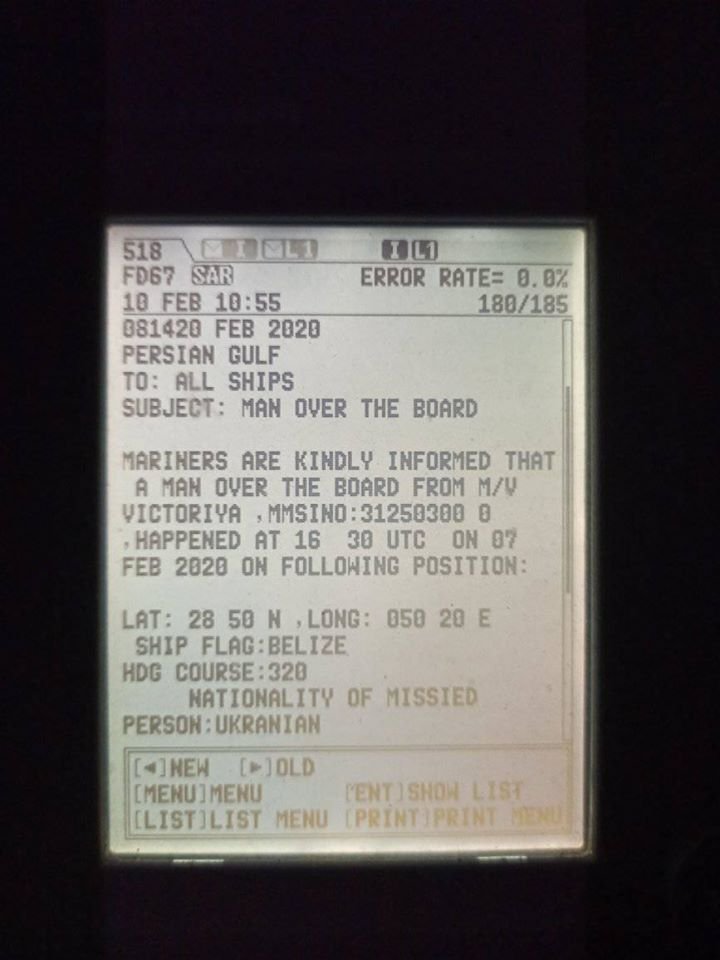 518 I L1 I L1
FD67 SAR ERROR RATE= 0.0%
10 FEB 10:55 180/185
081420 FEB 2020
PERSIAN GULF
TO: ALL SHIPS
SUBJECT: MAN OVER THE BOARD
MARINERS ARE KINDLY INFORMED THAT
A MAN OVER THE BOARD FROM M/V
VICTORIYA ,MMSINO:31250300 0
,HAPPENED AT 16 30 UTC ON 07
FEB 2020 ON FOLLOWING POSITION:
LAT: 28 50 N ,LONG: 050 20 E
SHIP FLAG:BELIZE
HDG COURSE:320
NATIONALITY OF MISSIED
PERSON:UKRANIAN
[◄]NEW [►]OLD
[MENU]MENU [ENT]SHOW LIST
[LIST]LIST MENU [PRINT]PRINT MENU